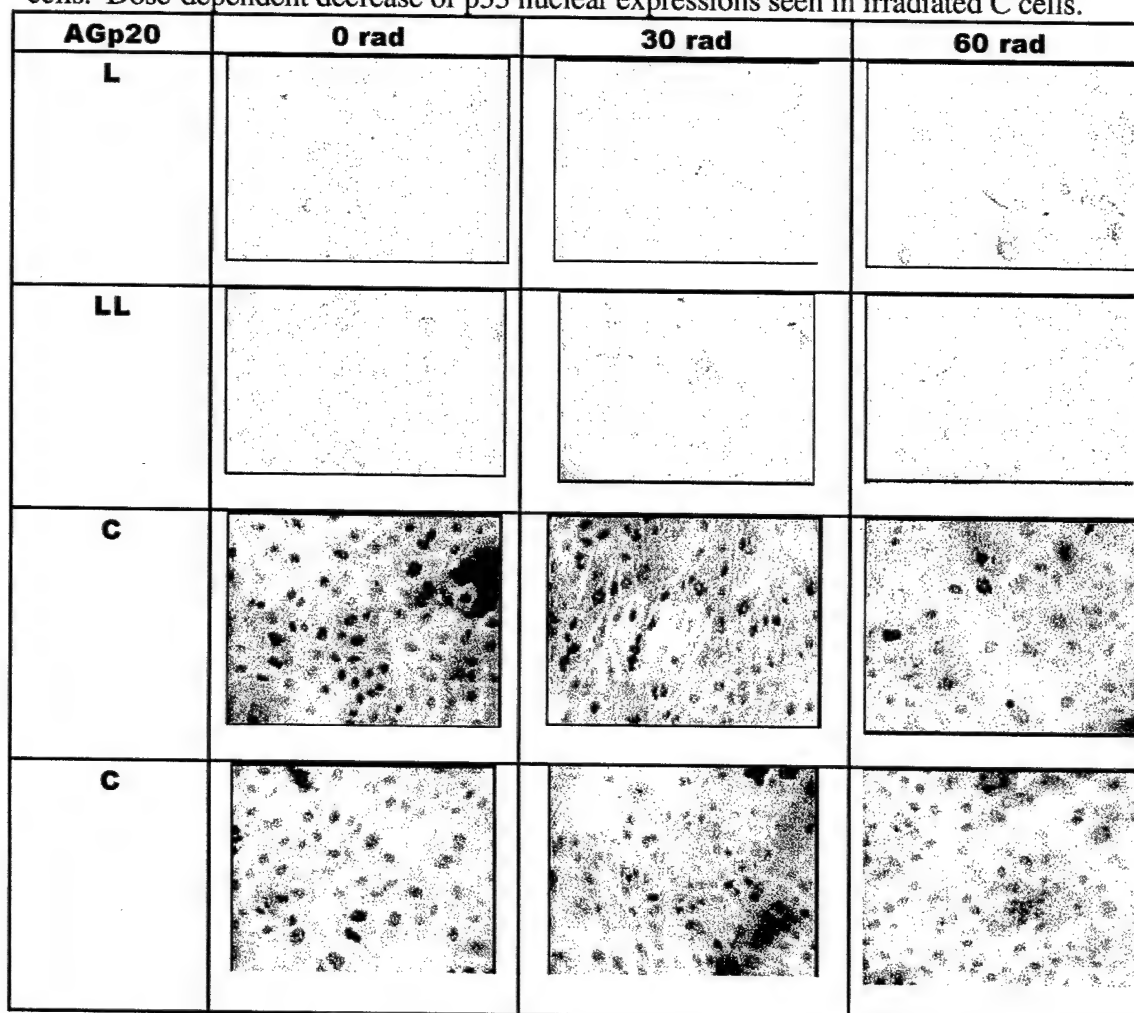 cells. Dose-dependent decrease of p53 nuclear expressions seen in irradiated C cells.
AGp20 0 rad 30 rad 60 rad
L
LL
C
C